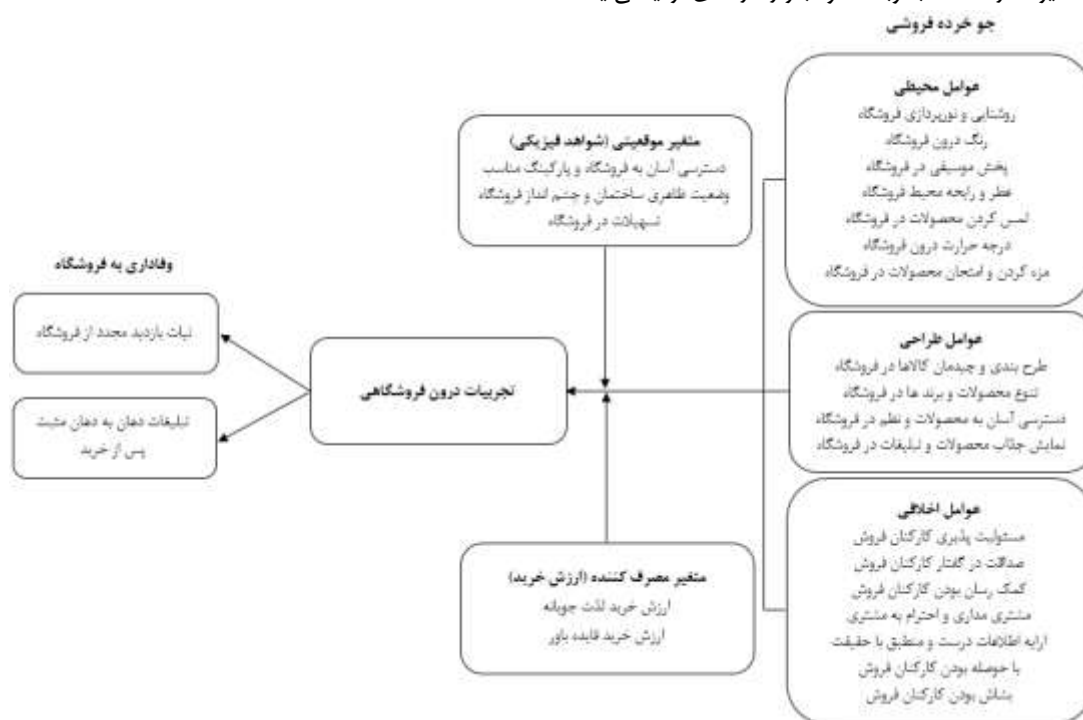 جو خرده فروشی
عوامل محیطی
روشنایی و نورپردازی فروشگاه
رنگ درون فروشگاه
پخش موسیقی در فروشگاه
عطر و رایحه محیط فروشگاه
لمس کردن محصولات در فروشگاه
درجه حرارت درون فروشگاه
مزه کردن و امتحان محصولات در فروشگاه
عوامل طراحی
طرح بندی و چیدمان کالاها در فروشگاه
تنوع محصولات و برند ها در فروشگاه
دسترسی آسان به محصولات و نظم در فروشگاه
نمایش جذاب محصولات و تبلیغات در فروشگاه
عوامل اخلاقی
مسئولیت پذیری کارکنان فروش
صداقت در گفتار کارکنان فروش
کمک رسان بودن کارکنان فروش
مشتری مداری و احترام به مشتری
ارایه اطلاعات درست و منطبق با حقیقت
با حوصله بودن کارکنان فروش
بشاش بودن کارکنان فروش
متغیر موقعیتی (شواهد فیزیکی)
دسترسی آسان به فروشگاه و پارکینگ مناسب
وضعیت ظاهری ساختمان و چشم انداز فروشگاه
تسهیلات در فروشگاه
تجربیات درون فروشگاهی
متغیر مصرف کننده (ارزش خرید)
ارزش خرید لذت جویانه
ارزش خرید فایده باور
وفاداری به فروشگاه
نیات بازدید مجدد از فروشگاه
تبلیغات دهان به دهان مثبت
پس از خرید